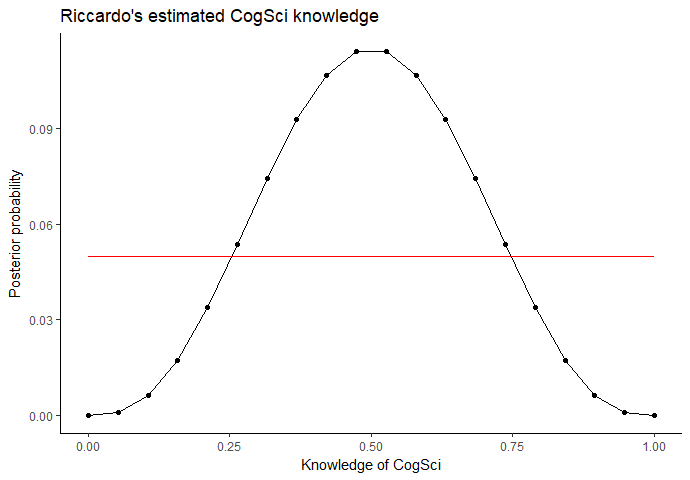 Riccardo's estimated CogSci knowledge
Posterior probability
0.09
0.06
0.03
0.00
0.00 0.25 0.50 0.75 1.00
Knowledge of CogSci